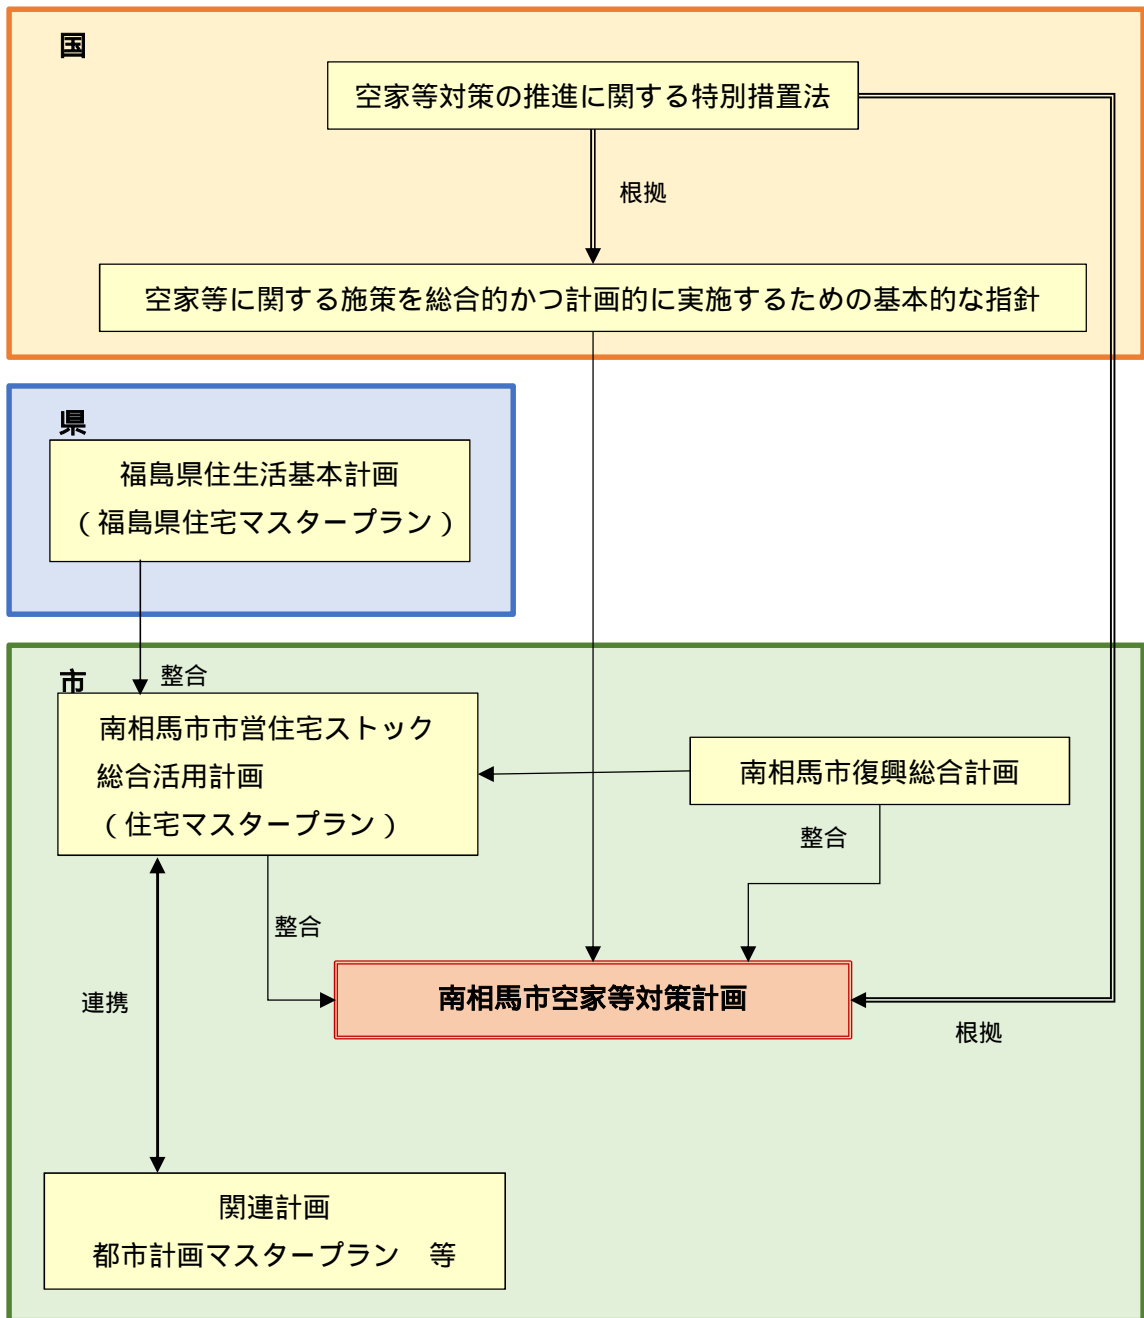 国
空家等対策の推進に関する特別措置法
根拠
空家等に関する施策を総合的かつ計画的に実施するための基本的な指針
県
福島県住生活基本計画
（福島県住宅マスタープラン）
整合
市
南相馬市市営住宅ストック
総合活用計画
（住宅マスタープラン）
南相馬市復興総合計画
整合
整合
連携
南相馬市空家等対策計画
根拠
関連計画
都市計画マスタープラン　等